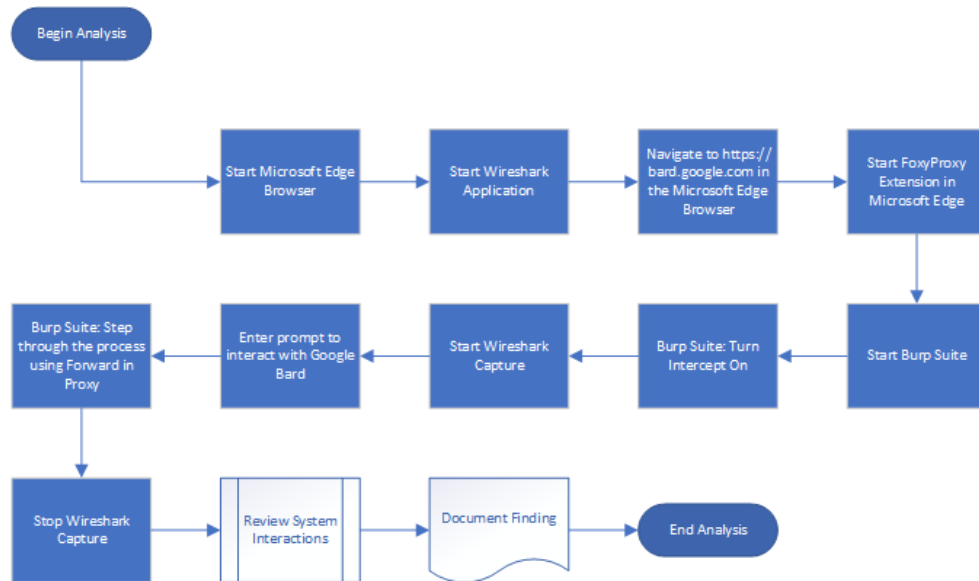 Begin Analysis
Start Microsoft Edge
Browser
Start Wireshark
Application
Navigate to https://
bard.google.com in
the Microsoft Edge
Browser
Start FoxyProxy
Extension in
Microsoft Edge
Burp Suite: Step
through the process
using Forward in
Proxy
Enter prompt to
interact with Google
Bard
Start Wireshark
Capture
Burp Suite: Turn
Intercept On
Start Burp Suite
Stop Wireshark
Capture
Review System
Interactions
Document Finding
End Analysis